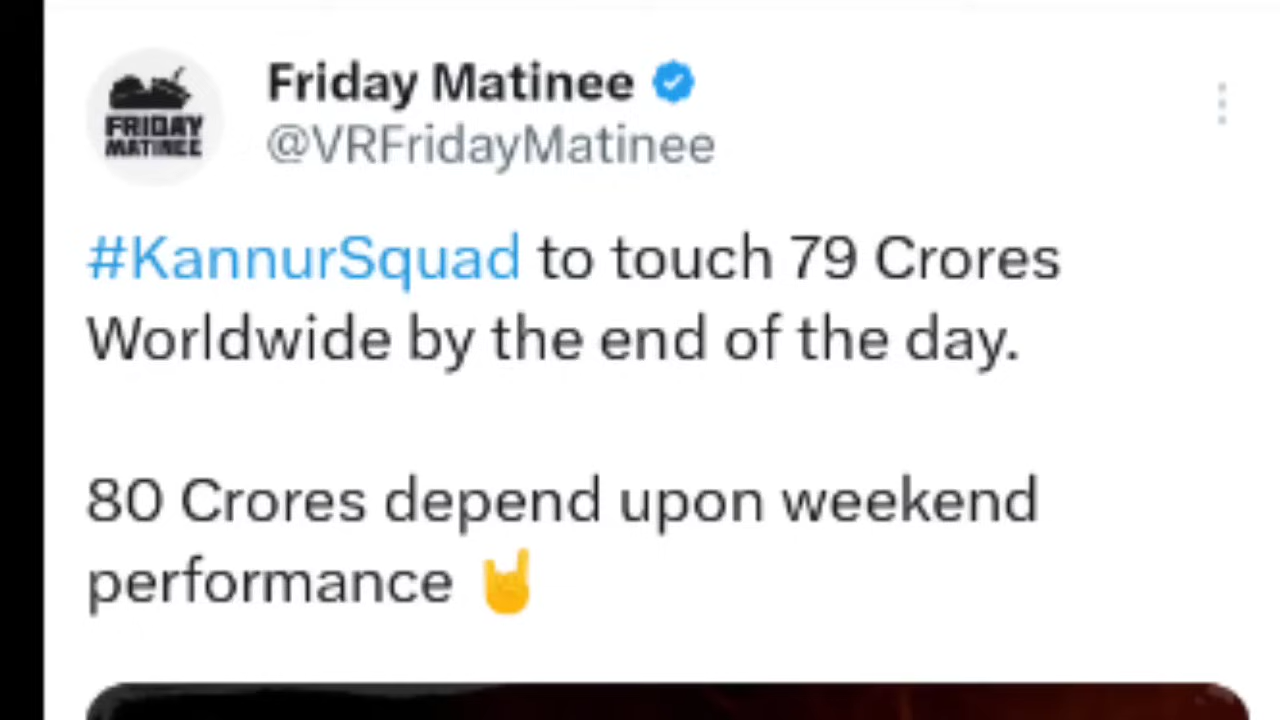 Friday Matinee
@VRFridayMatinee
FRIDAY
MATINEE
#KannurSquad to touch 79 Crores
Worldwide by the end of the day.
80 Crores depend upon weekend
performance 🤘